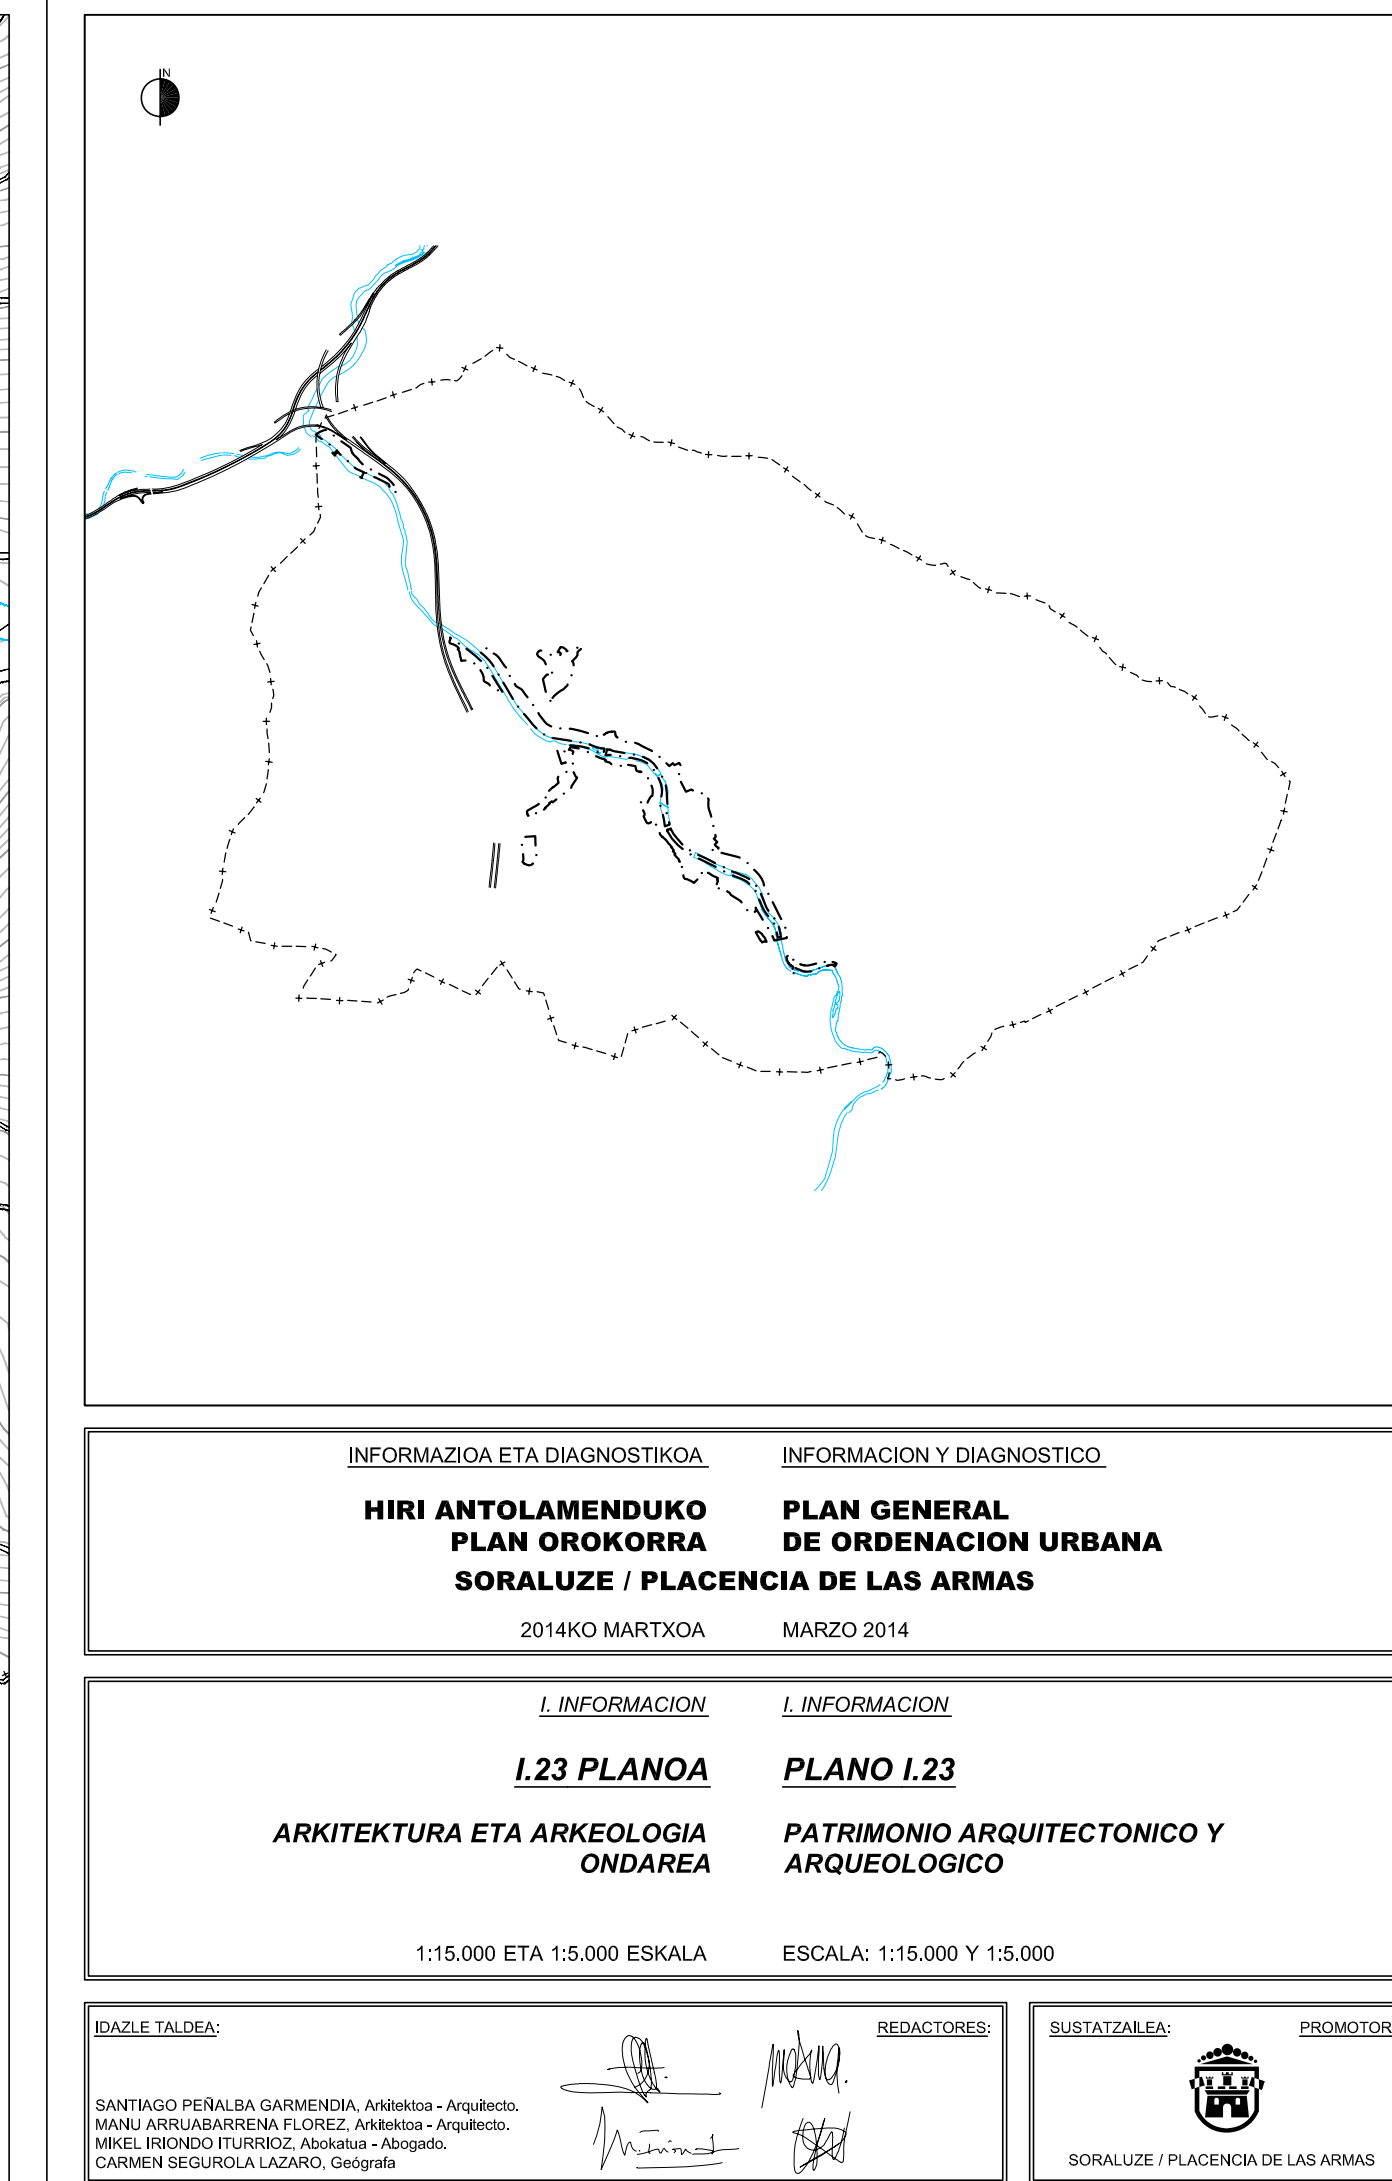 N
INFORMAZIOA ETA DIAGNOSTIKOA
INFORMACION Y DIAGNOSTICO
HIRI ANTOLAMENDUKO
PLAN OROKORRA
PLAN GENERAL
DE ORDENACION URBANA
SORALUZE / PLACENCIA DE LAS ARMAS
2014KO MARTXOA
MARZO 2014
I. INFORMACION
I. INFORMACION
I.23 PLANOA
PLANO I.23
ARKITEKTURA ETA ARKEOLOGIA
ONDAREA
PATRIMONIO ARQUITECTONICO Y
ARQUEOLOGICO
1:15.000 ETA 1:5.000 ESKALA
ESCALA: 1:15.000 Y 1:5.000
IDAZLE TALDEA:
REDACTORES:
SANTIAGO PEÑALBA GARMENDIA, Arkitektoa - Arquitecto.
MANU ARRUABARRENA FLOREZ, Arkitektoa - Arquitecto.
MIKEL IRIONDO ITURRIOZ, Abokatua - Abogado.
CARMEN SEGUROLA LAZARO, Geógrafa
SUSTATZAILEA:
PROMOTOR
SORALUZE / PLACENCIA DE LAS ARMAS